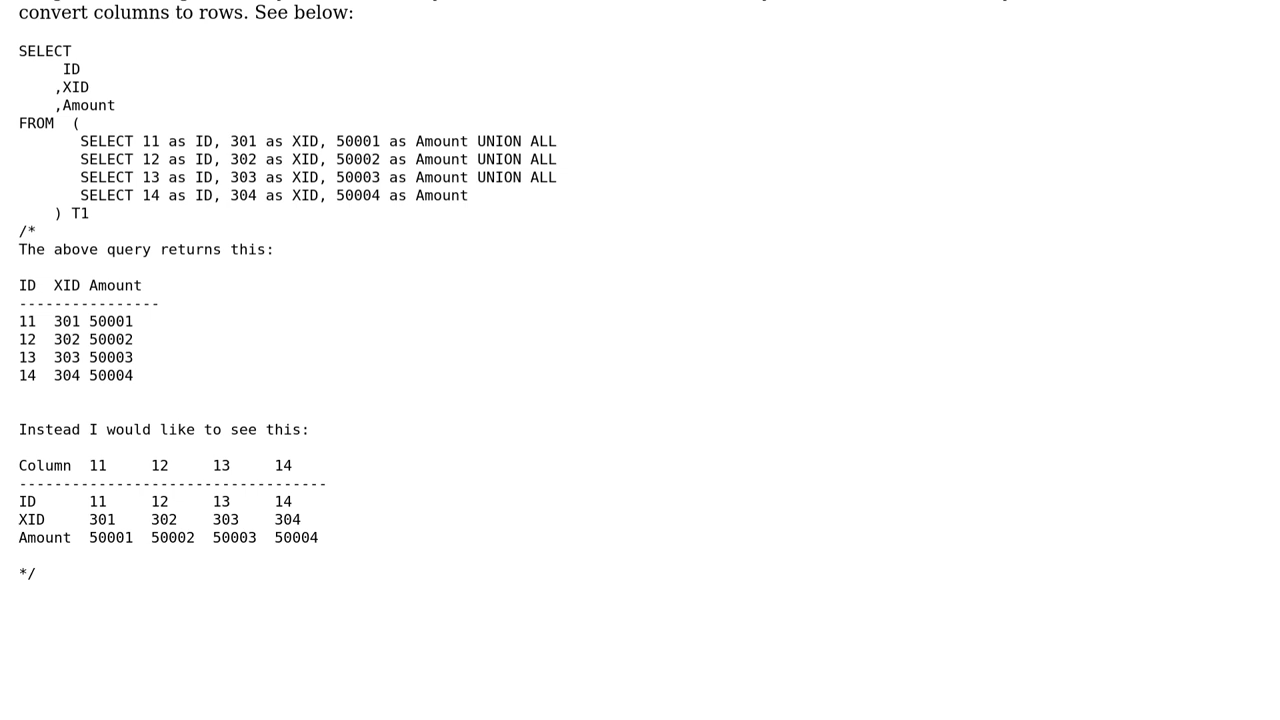 convert columns to rows. See below:
SELECT
     ID
    ,XID
    ,Amount
FROM  (
       SELECT 11 as ID, 301 as XID, 50001 as Amount UNION ALL
       SELECT 12 as ID, 302 as XID, 50002 as Amount UNION ALL
       SELECT 13 as ID, 303 as XID, 50003 as Amount UNION ALL
       SELECT 14 as ID, 304 as XID, 50004 as Amount
    ) T1
/*
The above query returns this:
ID  XID Amount
----------------
11  301 50001
12  302 50002
13  303 50003
14  304 50004
Instead I would like to see this:
Column  11     12     13     14
-----------------------------------
ID      11     12     13     14
XID     301    302    303    304
Amount  50001  50002  50003  50004
*/